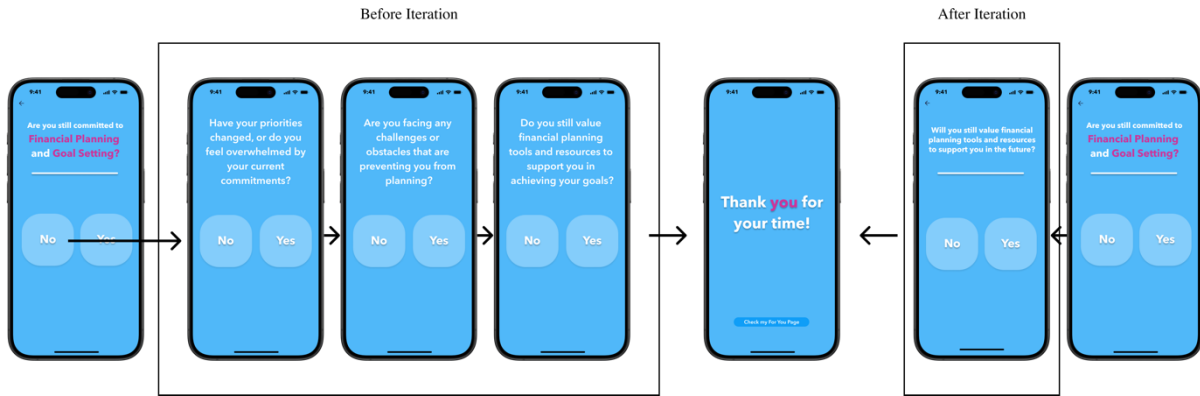 Before Iteration
After Iteration
9:41
Are you still committed to
Financial Planning
and Goal Setting?
No
Yes
9:41
Have your priorities
changed, or do you
feel overwhelmed by
your current
commitments?
No
Yes
9:41
Are you facing any
challenges or
obstacles that are
preventing you from
planning?
No
Yes
9:41
Do you still value
financial planning
tools and resources to
support you in
achieving your goals?
No
Yes
9:41
Thank you for
your time!
Check my For You Page
9:41
Will you still value financial
planning tools and resources
to support you in the future?
No
Yes
9:41
Are you still committed to
Financial Planning
and Goal Setting?
No
Yes